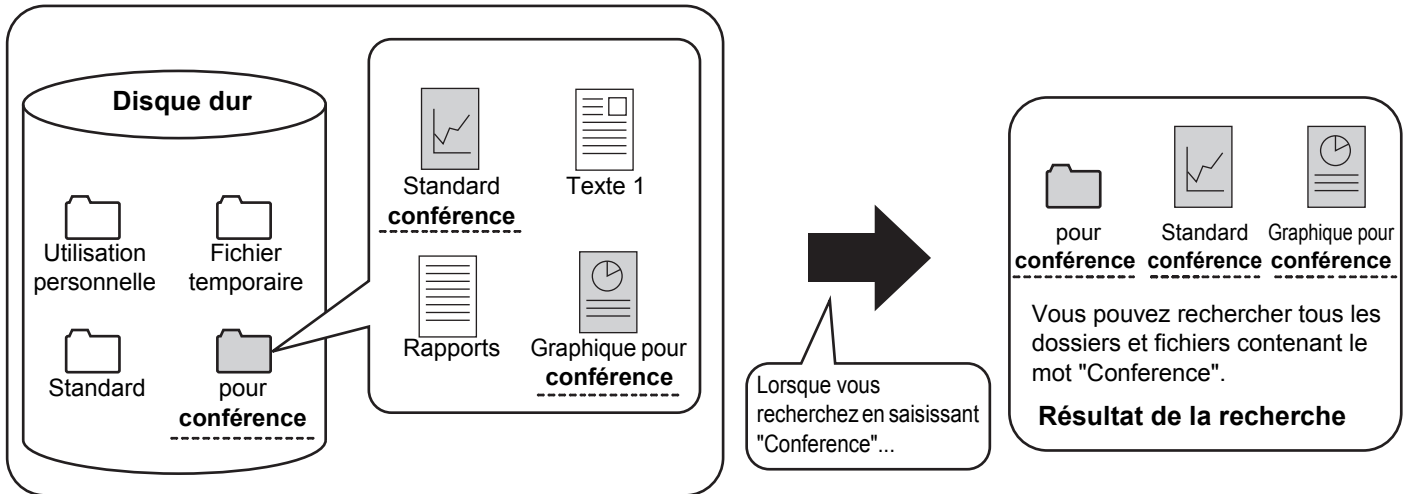 Disque dur
Utilisation
personnelle
Fichier
temporaire
Standard
pour
conférence
Standard
conférence
Texte 1
Rapports
Graphique pour
conférence
Lorsque vous
recherchez en saisissant
"Conference"...
pour
conférence
Standard
conférence
Graphique pour
conférence
Vous pouvez rechercher tous les
dossiers et fichiers contenant le
mot "Conference".
Résultat de la recherche